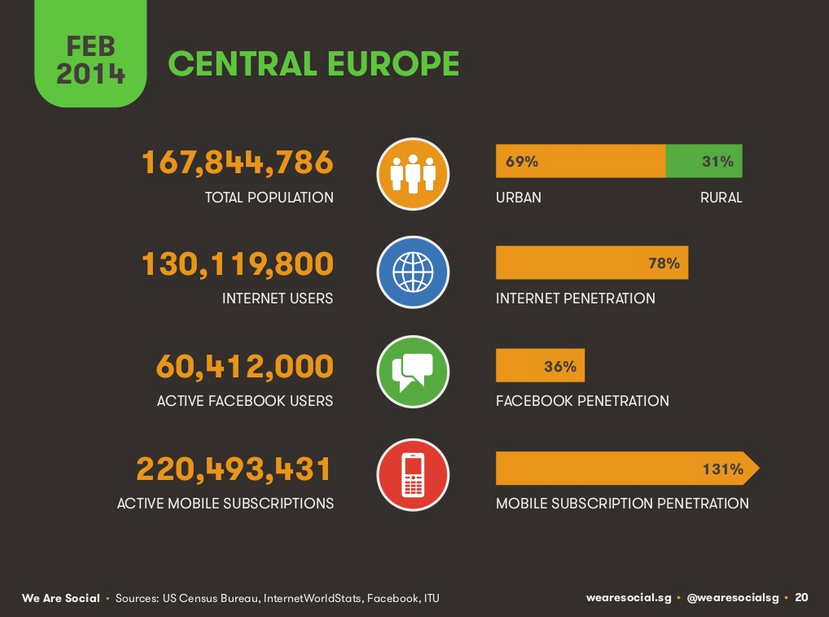 FEB
2014
CENTRAL EUROPE
167,844,786
TOTAL POPULATION
69%
31%
URBAN
RURAL
130,119,800
INTERNET USERS
78%
INTERNET PENETRATION
60,412,000
ACTIVE FACEBOOK USERS
36%
FACEBOOK PENETRATION
220,493,431
ACTIVE MOBILE SUBSCRIPTIONS
131%
MOBILE SUBSCRIPTION PENETRATION
We Are Social • Sources: US Census Bureau, InternetWorldStats, Facebook, ITU
wearesocial.sg • @wearesocialsg • 20